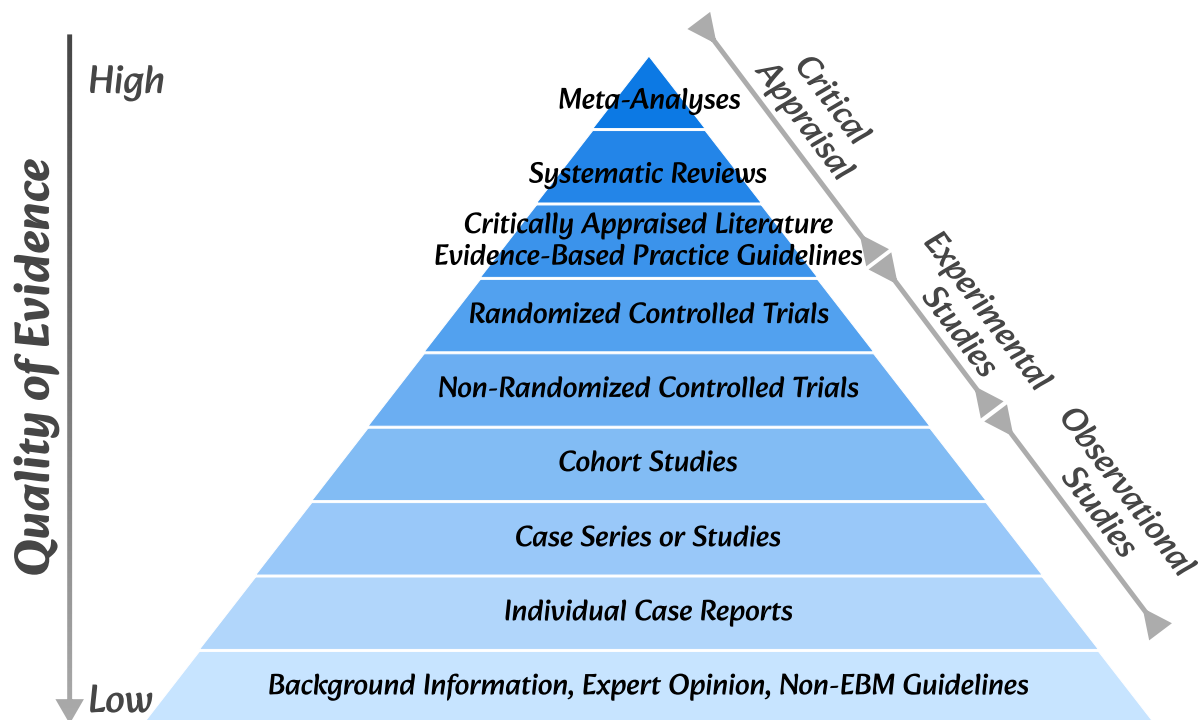 High
Quality of Evidence
Low
Meta-Analyses
Systematic Reviews
Critically Appraised Literature
Evidence-Based Practice Guidelines
Randomized Controlled Trials
Non-Randomized Controlled Trials
Cohort Studies
Case Series or Studies
Individual Case Reports
Background Information, Expert Opinion, Non-EBM Guidelines
Critical
Appraisal
Experimental
Studies
Observational
Studies